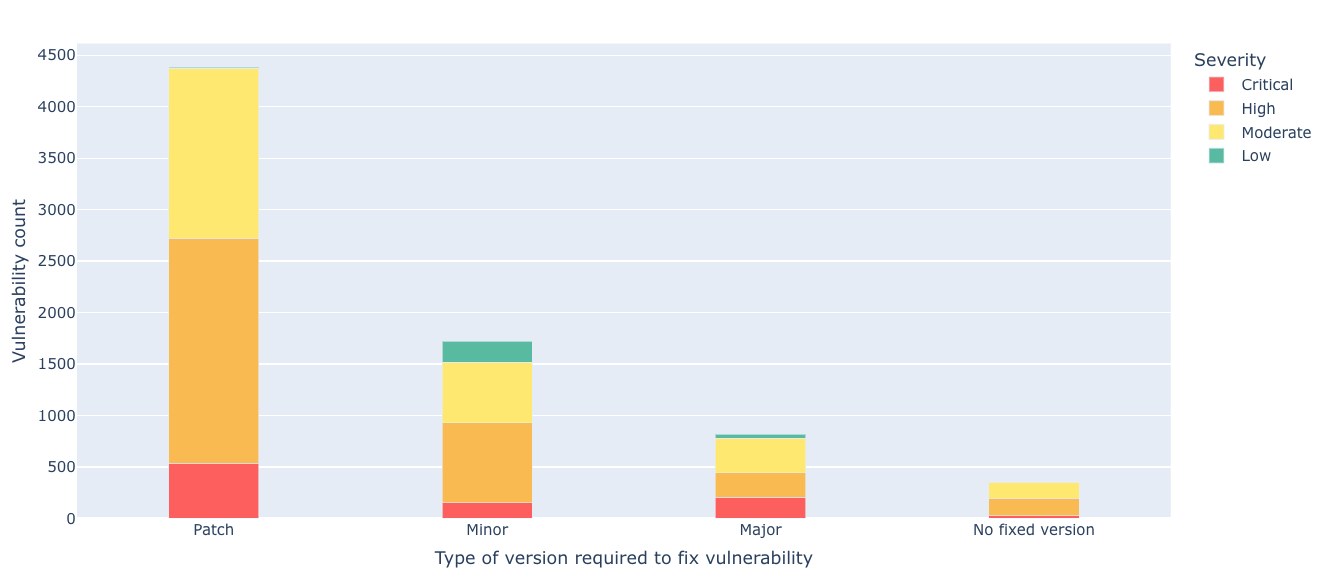 Severity
Critical
High
Moderate
Low
Vulnerability count
4500
4000
3500
3000
2500
2000
1500
1000
500
0
Patch
Minor
Major
No fixed version
Type of version required to fix vulnerability